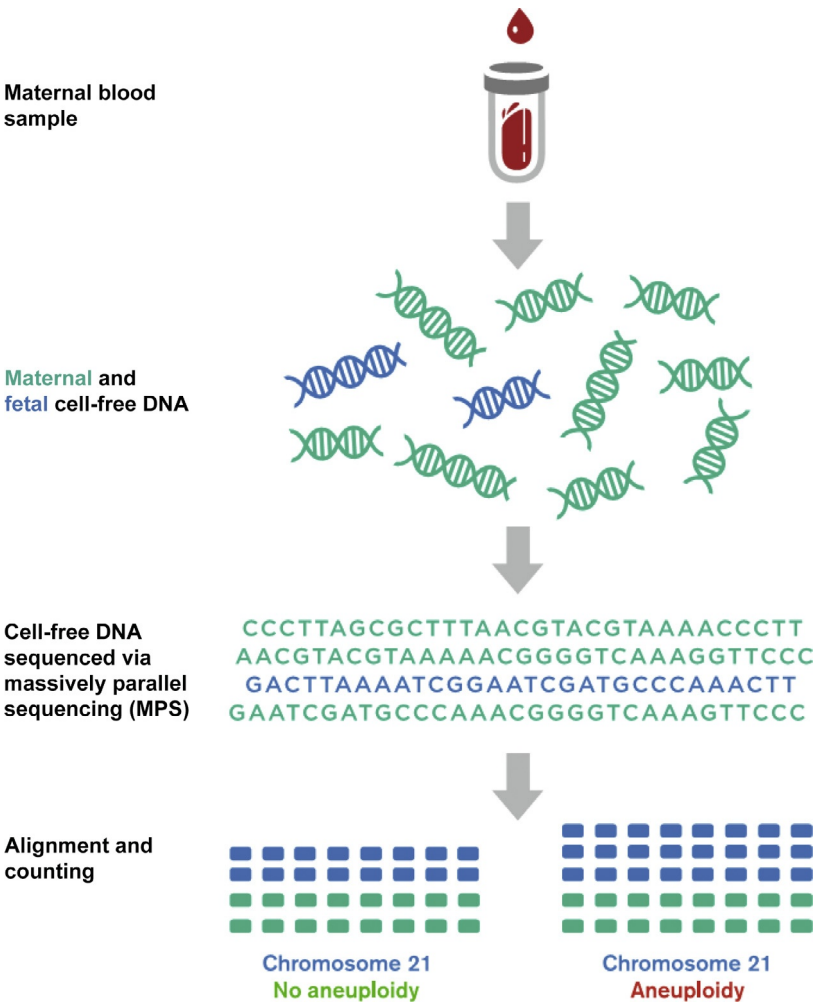 Maternal blood
sample
Maternal and
fetal cell-free DNA
Cell-free DNA
sequenced via
massively parallel
sequencing (MPS)
CCCTTAGCGCTTTAACGTACGTAAAACCCTT
AACGTACGTAAAAACGGGGTCAAAGGTTCCC
GACTTAAAATCGGAATCGATGCCCAAACTT
GAATCGATGCCCAAACGGGGTCAAAGTTCCC
Alignment and
counting
Chromosome 21
No aneuploidy
Chromosome 21
Aneuploidy